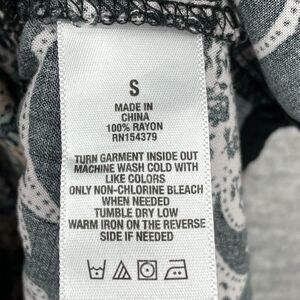 S
MADE IN
CHINA
100% RAYON
RN154379
TURN GARMENT INSIDE OUT
MACHINE WASH COLD WITH
LIKE COLORS
ONLY NON-CHLORINE BLEACH
WHEN NEEDED
TUMBLE DRY LOW
WARM IRON ON THE REVERSE
SIDE IF NEEDED